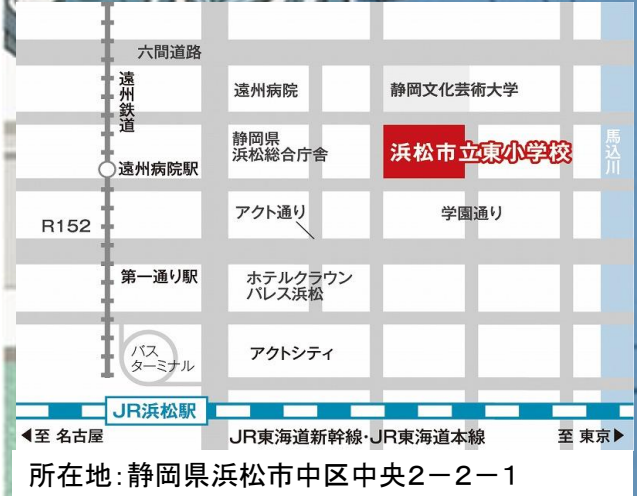 六間道路
遠州鉄道
遠州病院
静岡文化芸術大学
静岡県
浜松総合庁舎
浜松市立東小学校
馬込川
遠州病院駅
アクト通り
学園通り
R152
第一通り駅
ホテルクラウン
パレス浜松
バス
ターミナル
アクトシティ
JR浜松駅
◀至 名古屋
JR東海道新幹線・JR東海道本線
至 東京▶
所在地:静岡県浜松市中区中央2－2－1